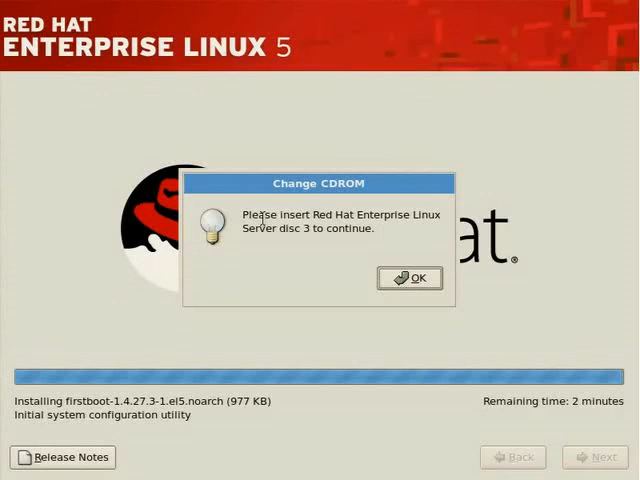 RED HAT
ENTERPRISE LINUX 5
Change CDROM
Please insert Red Hat Enterprise Linux
Server disc 3 to continue.
at.®
OK
Installing firstboot-1.4.27.3-1.el5.noarch (977 KB)
Remaining time: 2 minutes
Initial system configuration utility
Release Notes
Back
Next